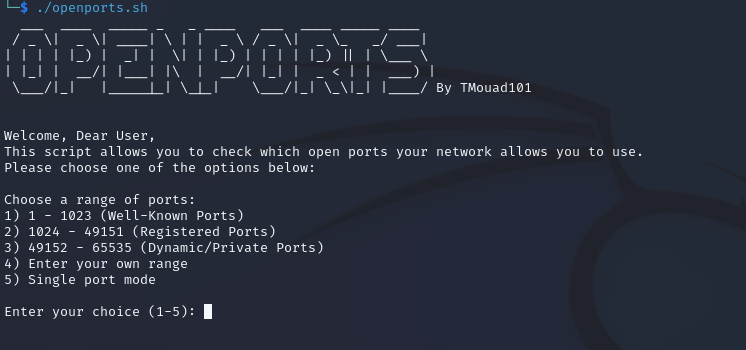 └─$ ./openports.sh
OPENPORTS
By TMouad101
Welcome, Dear User,
This script allows you to check which open ports your network allows you to use.
Please choose one of the options below:
Choose a range of ports:
1) 1 - 1023 (Well-Known Ports)
2) 1024 - 49151 (Registered Ports)
3) 49152 - 65535 (Dynamic/Private Ports)
4) Enter your own range
5) Single port mode
Enter your choice (1-5):